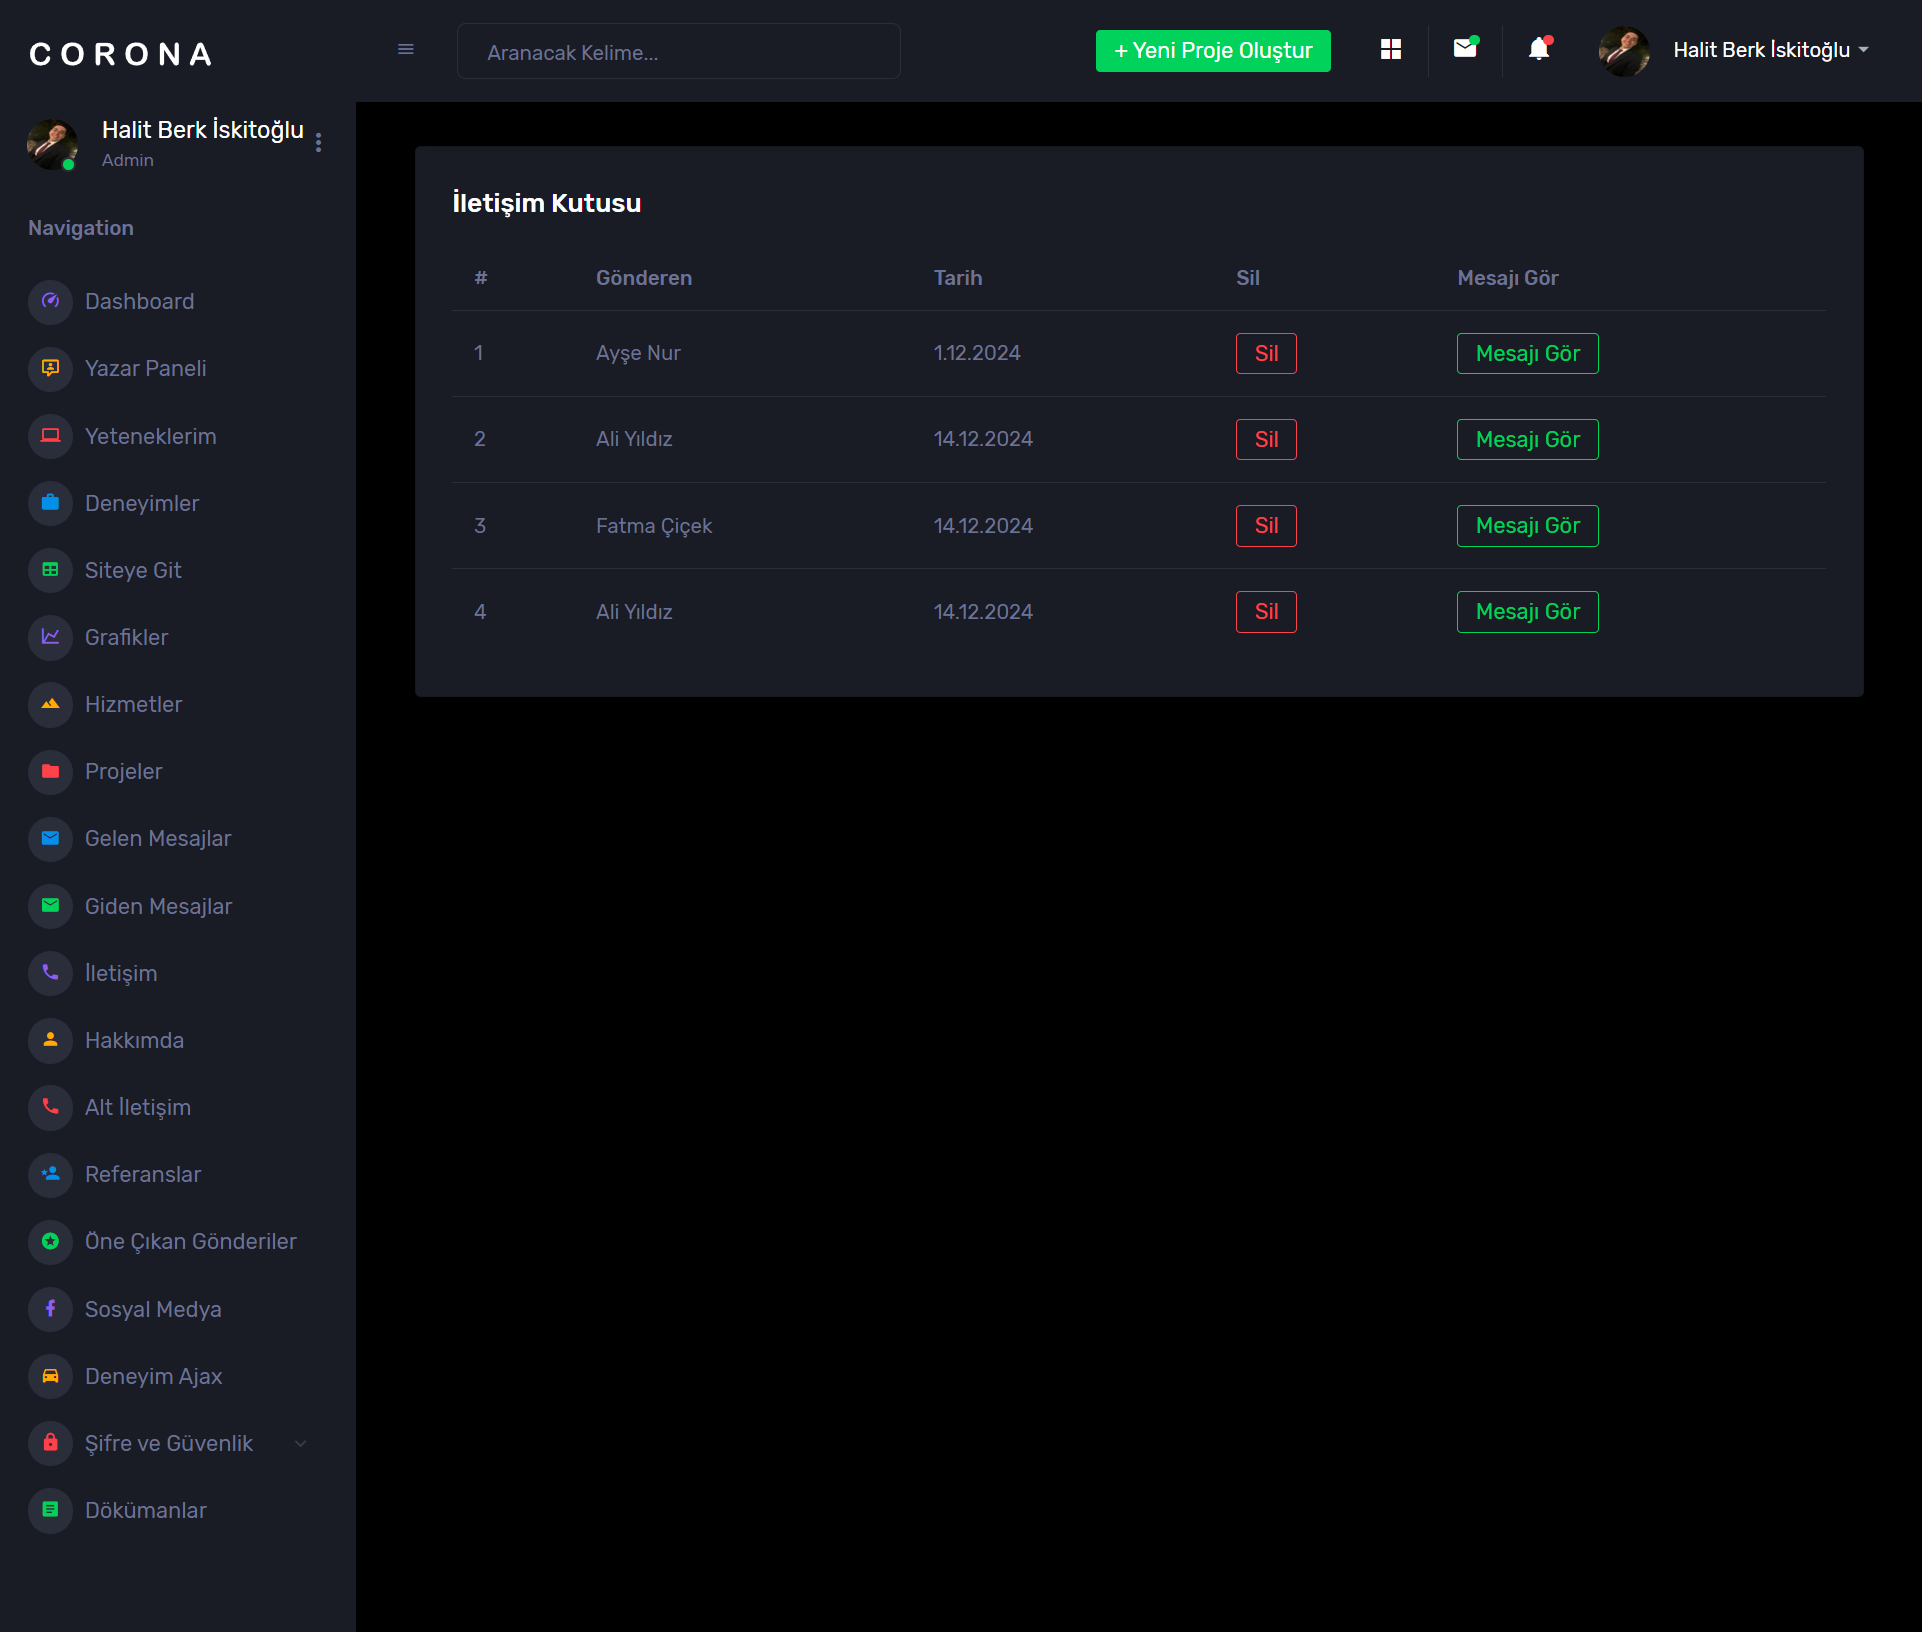 CORONA
Aranacak Kelime...
+ Yeni Proje Oluştur
Halit Berk İskitoğlu
Halit Berk İskitoğlu
Admin
Navigation
Dashboard
Yazar Paneli
Yeteneklerim
Deneyimler
Siteye Git
Grafikler
Hizmetler
Projeler
Gelen Mesajlar
Giden Mesajlar
İletişim
Hakkımda
Alt İletişim
Referanslar
Öne Çıkan Gönderiler
Sosyal Medya
Deneyim Ajax
Şifre ve Güvenlik
Dökümanlar
İletişim Kutusu
# Gönderen Tarih Sil Mesajı Gör
1 Ayşe Nur 1.12.2024 Sil Mesajı Gör
2 Ali Yıldız 14.12.2024 Sil Mesajı Gör
3 Fatma Çiçek 14.12.2024 Sil Mesajı Gör
4 Ali Yıldız 14.12.2024 Sil Mesajı Gör